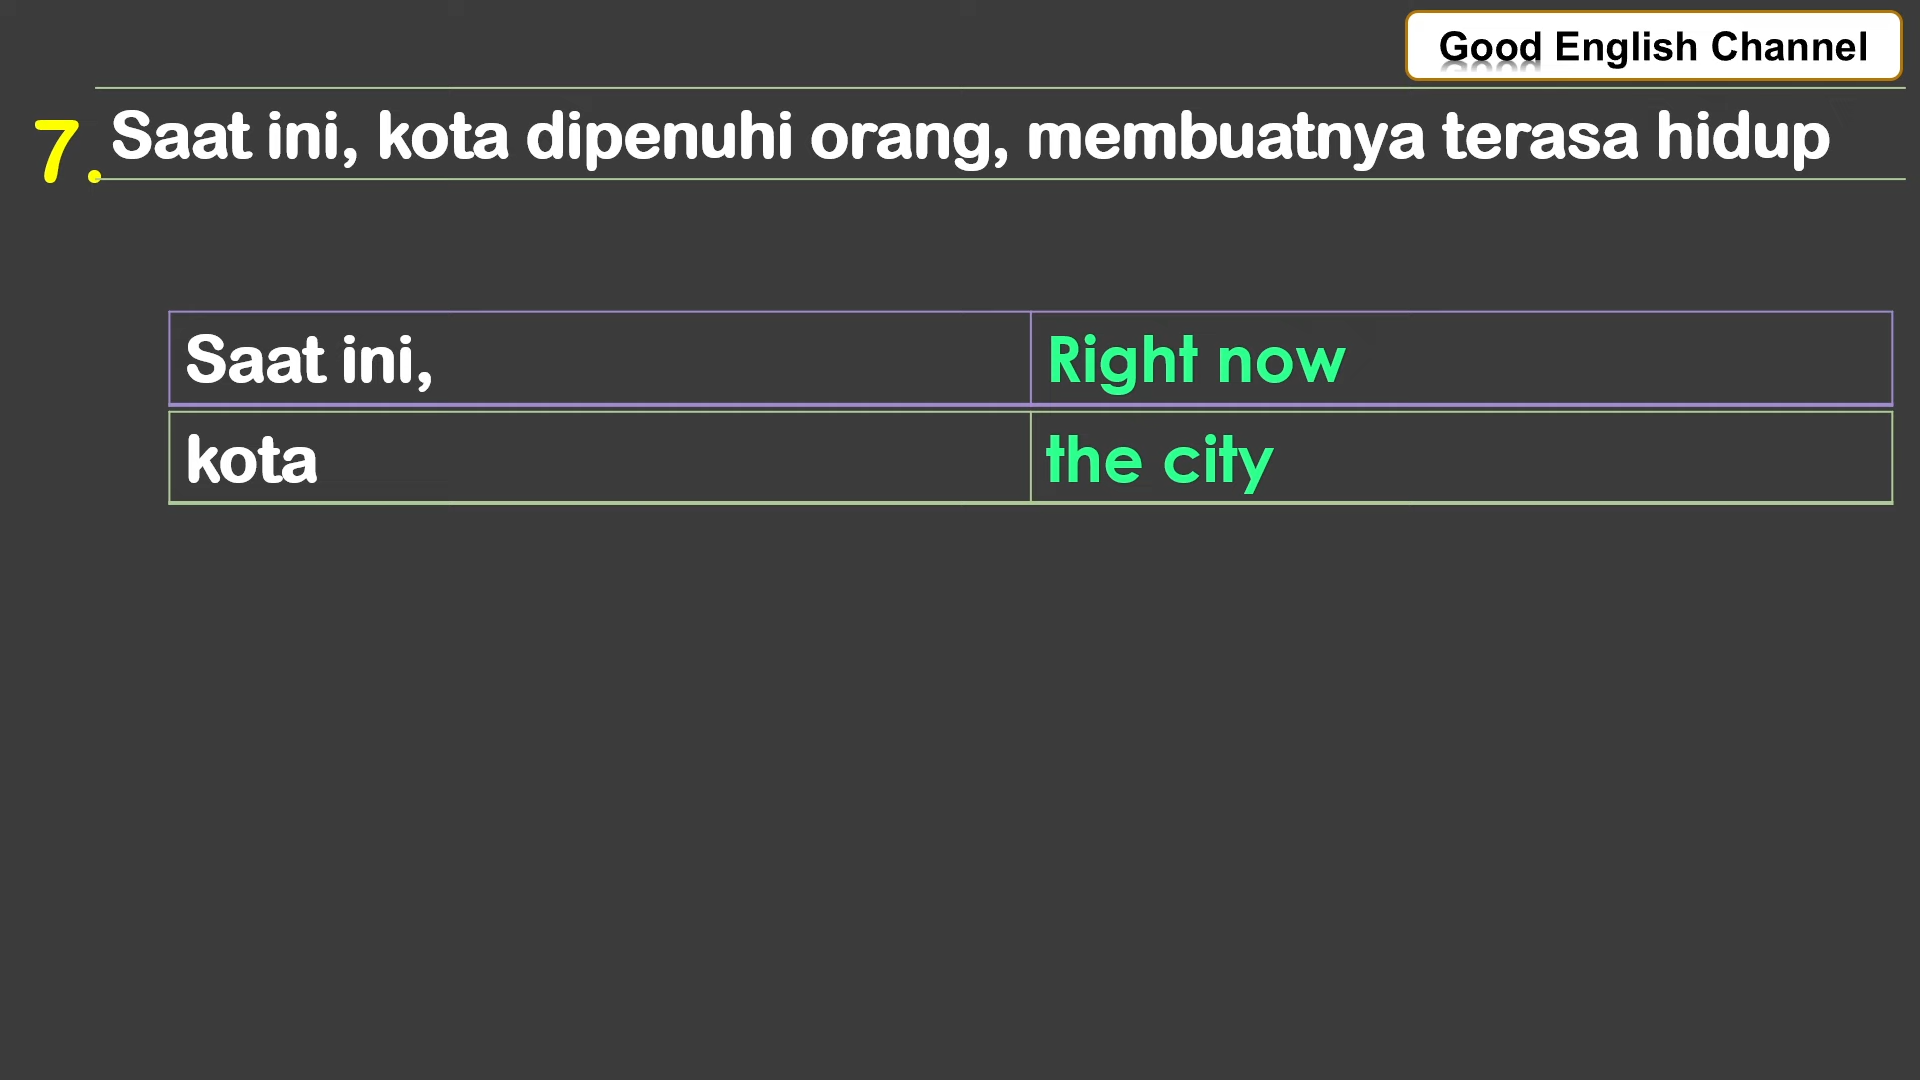 Good English Channel
7. Saat ini, kota dipenuhi orang, membuatnya terasa hidup
Saat ini, Right now
kota the city